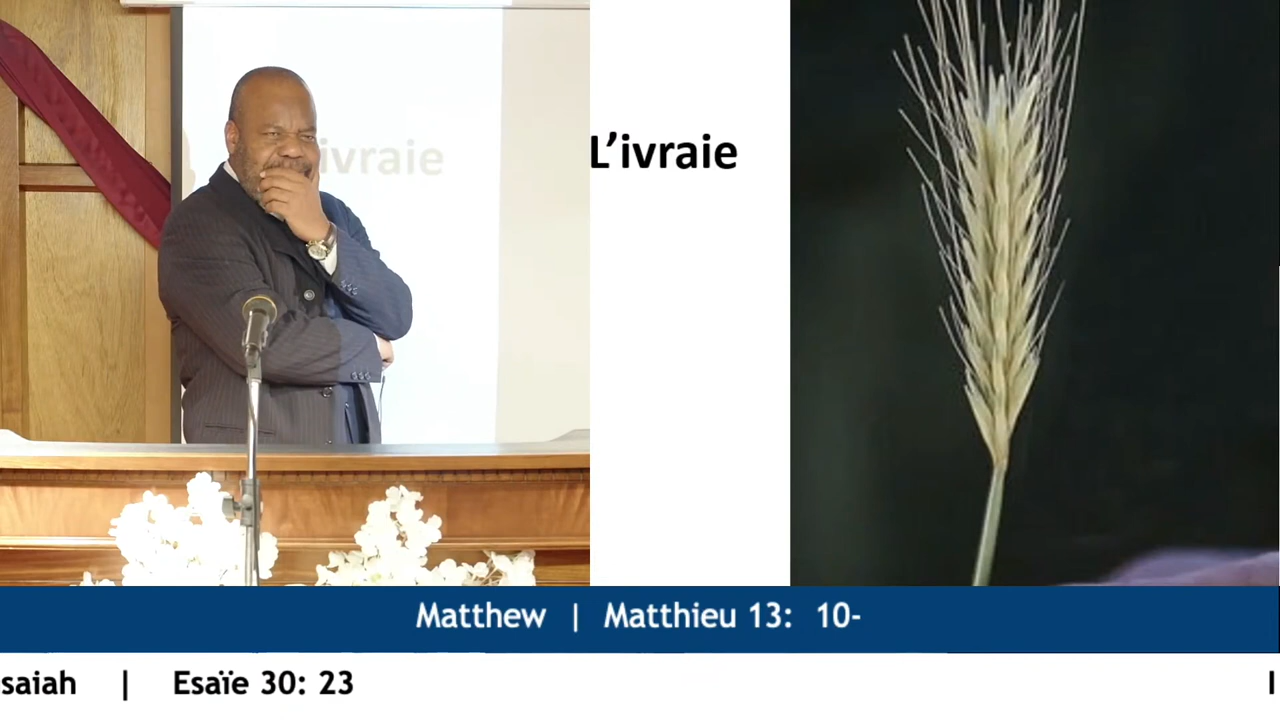 ivraie
L’ivraie
Matthew | Matthieu 13: 10-
saiah | Esaïe 30: 23